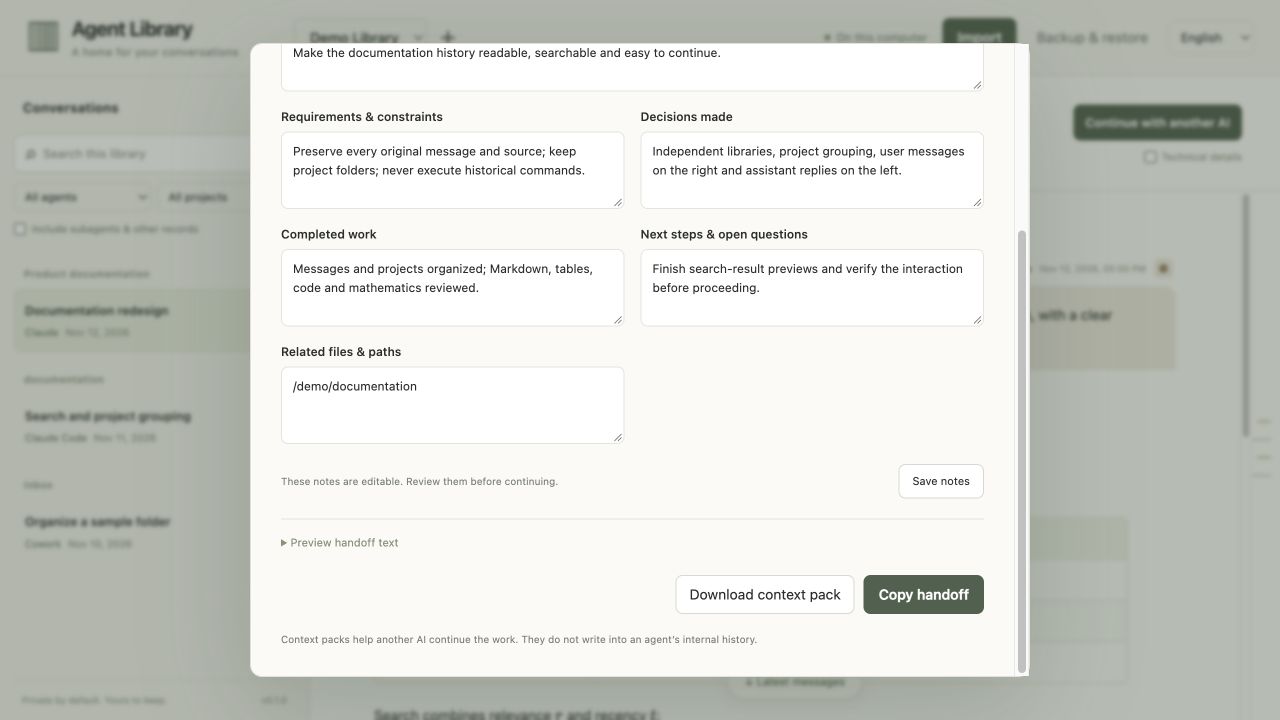 Agent Library
A home for your conversations
Demo Library
On this computer
Import
Backup & restore
English
Conversations
Search this library
All agents
All projects
Include subagents & other records
Product documentation
Documentation redesign
Claude Nov 12, 2026
documentation
Search and project grouping
Claude Code Nov 11, 2026
Inbox
Organize a sample folder
Cowork Nov 10, 2026
Private by default. Yours to keep.
Continue with another AI
Technical details
, with a clear
Make the documentation history readable, searchable and easy to continue.
Requirements & constraints
Preserve every original message and source; keep
project folders; never execute historical commands.
Decisions made
Independent libraries, project grouping, user messages
on the right and assistant replies on the left.
Completed work
Messages and projects organized; Markdown, tables,
code and mathematics reviewed.
Next steps & open questions
Finish search-result previews and verify the interaction
before proceeding.
Related files & paths
/demo/documentation
These notes are editable. Review them before continuing.
Save notes
Preview handoff text
Download context pack
Copy handoff
Context packs help another AI continue the work. They do not write into an agent's internal history.
Latest messages
Search combines relevance r and recency